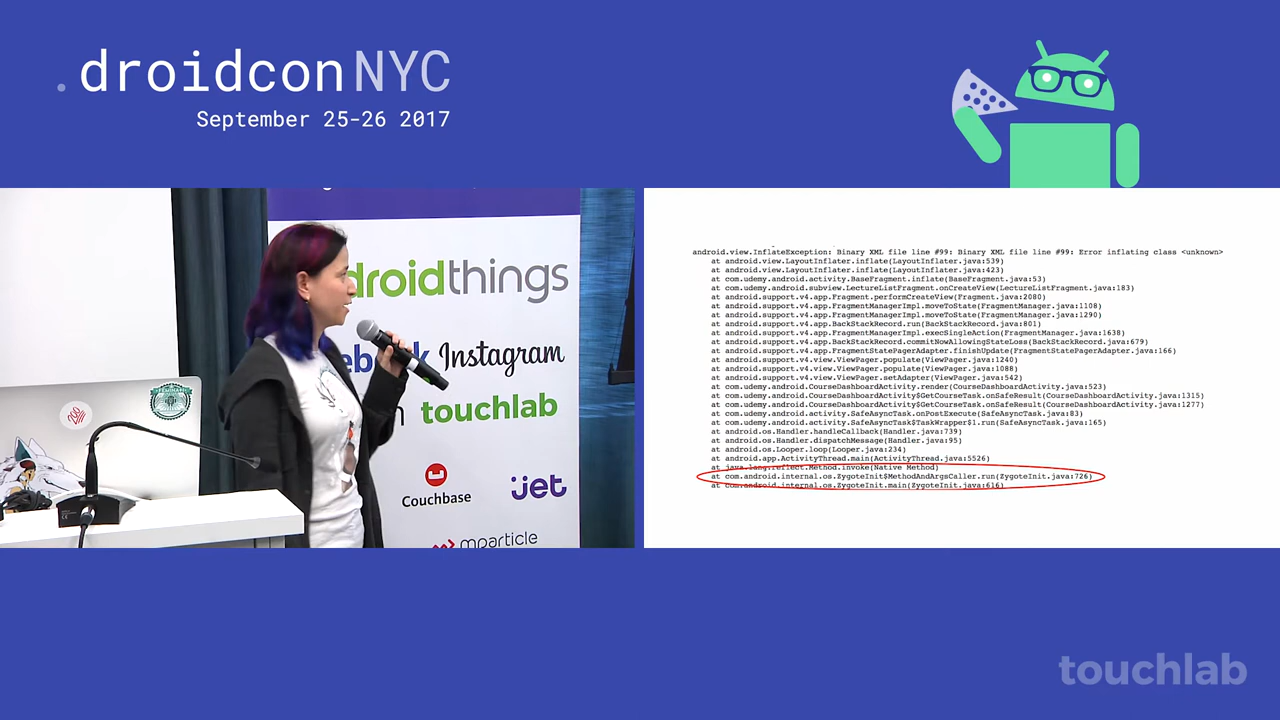 .droidconNYC
September 25-26 2017
droidthings
Instagram
touchlab
Couchbase
jet
mparticle
android.view.InflateException: Binary XML file line #99: Binary XML file line #99: Error inflating class <unknown>
at android.view.LayoutInflater.inflate(LayoutInflater.java:539)
at android.view.LayoutInflater.inflate(LayoutInflater.java:423)
at com.udemy.android.activity.BaseFragment.inflate(BaseFragment.java:53)
at com.udemy.android.subview.LectureListFragment.onCreateView(LectureListFragment.java:183)
at android.support.v4.app.Fragment.performCreateView(Fragment.java:2080)
at android.support.v4.app.FragmentManagerImpl.moveToState(FragmentManager.java:1108)
at android.support.v4.app.FragmentManagerImpl.moveToState(FragmentManager.java:1290)
at android.support.v4.app.BackStackRecord.run(BackStackRecord.java:801)
at android.support.v4.app.FragmentManagerImpl.execSingleAction(FragmentManager.java:1638)
at android.support.v4.app.BackStackRecord.commitNowAllowingStateLoss(BackStackRecord.java:679)
at android.support.v4.app.FragmentStatePagerAdapter.finishUpdate(FragmentStatePagerAdapter.java:166)
at android.support.v4.view.ViewPager.populate(ViewPager.java:1240)
at android.support.v4.view.ViewPager.populate(ViewPager.java:1088)
at android.support.v4.view.ViewPager.setAdapter(ViewPager.java:542)
at com.udemy.android.CourseDashboardActivity.render(CourseDashboardActivity.java:523)
at com.udemy.android.CourseDashboardActivity$GetCourseTask.onSafeResult(CourseDashboardActivity.java:1315)
at com.udemy.android.CourseDashboardActivity$GetCourseTask.onSafeResult(CourseDashboardActivity.java:1277)
at com.udemy.android.activity.SafeAsyncTask.onPostExecute(SafeAsyncTask.java:83)
at com.udemy.android.activity.SafeAsyncTask$TaskWrapper$1.run(SafeAsyncTask.java:165)
at android.os.Handler.handleCallback(Handler.java:739)
at android.os.Handler.dispatchMessage(Handler.java:95)
at android.os.Looper.loop(Looper.java:234)
at android.app.ActivityThread.main(ActivityThread.java:5526)
at java.lang.reflect.Method.invoke(Native Method)
at com.android.internal.os.ZygoteInit$MethodAndArgsCaller.run(ZygoteInit.java:726)
at com.android.internal.os.ZygoteInit.main(ZygoteInit.java:616)
touchlab